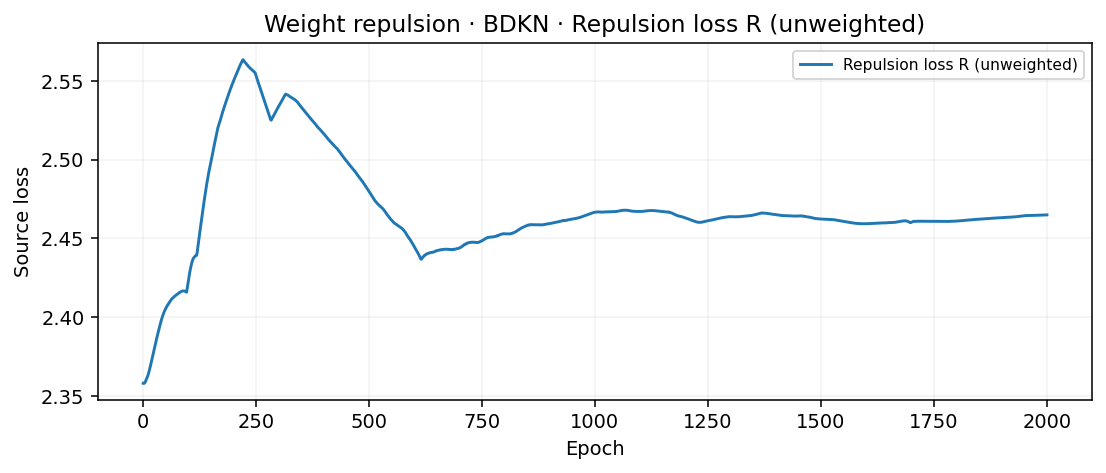 Weight repulsion · BDKN · Repulsion loss R (unweighted)
Repulsion loss R (unweighted)
Source loss
2.55
2.50
2.45
2.40
2.35
0 250 500 750 1000 1250 1500 1750 2000
Epoch